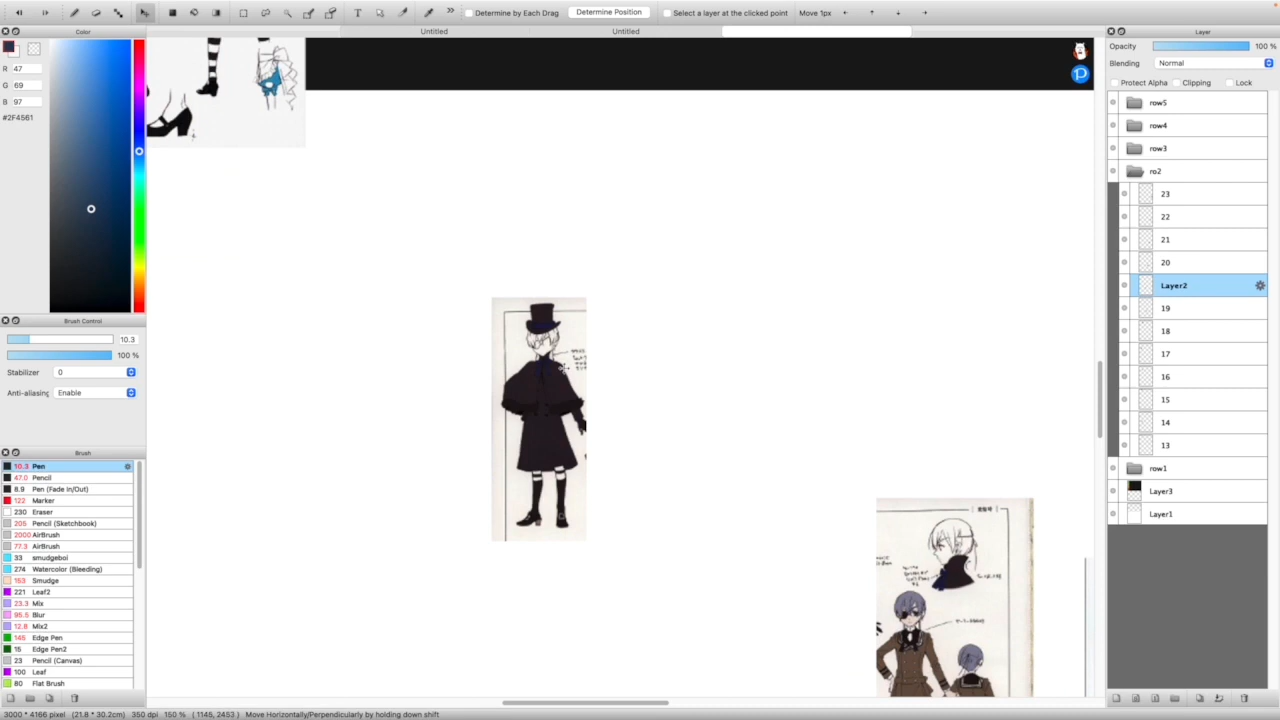 Determine by Each Drag Determine Position Select a layer at the clicked point Move 1px
Color Untitled Untitled Layer
R 47
G 69
B 97
#2F4561
Opacity 100 %
Blending Normal
Protect Alpha Clipping Lock
row5
row4
row3
ro2
23
22
21
20
Layer2
19
18
17
16
15
14
13
row1
Layer3
Layer1
Brush Control
10.3
100 %
Stabilizer 0
Anti-aliasing Enable
Brush
10.3 Pen
47.0 Pencil
8.9 Pen (Fade In/Out)
122 Marker
230 Eraser
205 Pencil (Sketchbook)
2000 AirBrush
77.3 AirBrush
33 smudgeboi
274 Watercolor (Bleeding)
153 Smudge
221 Leaf2
23.3 Mix
95.5 Blur
12.8 Mix2
145 Edge Pen
15 Edge Pen2
23 Pencil (Canvas)
100 Leaf
80 Flat Brush
3000 * 4166 pixel (21.8 * 30.2cm) 350 dpi 150 % ( 1145, 2453 ) Move Horizontally/Perpendicularly by holding down shift